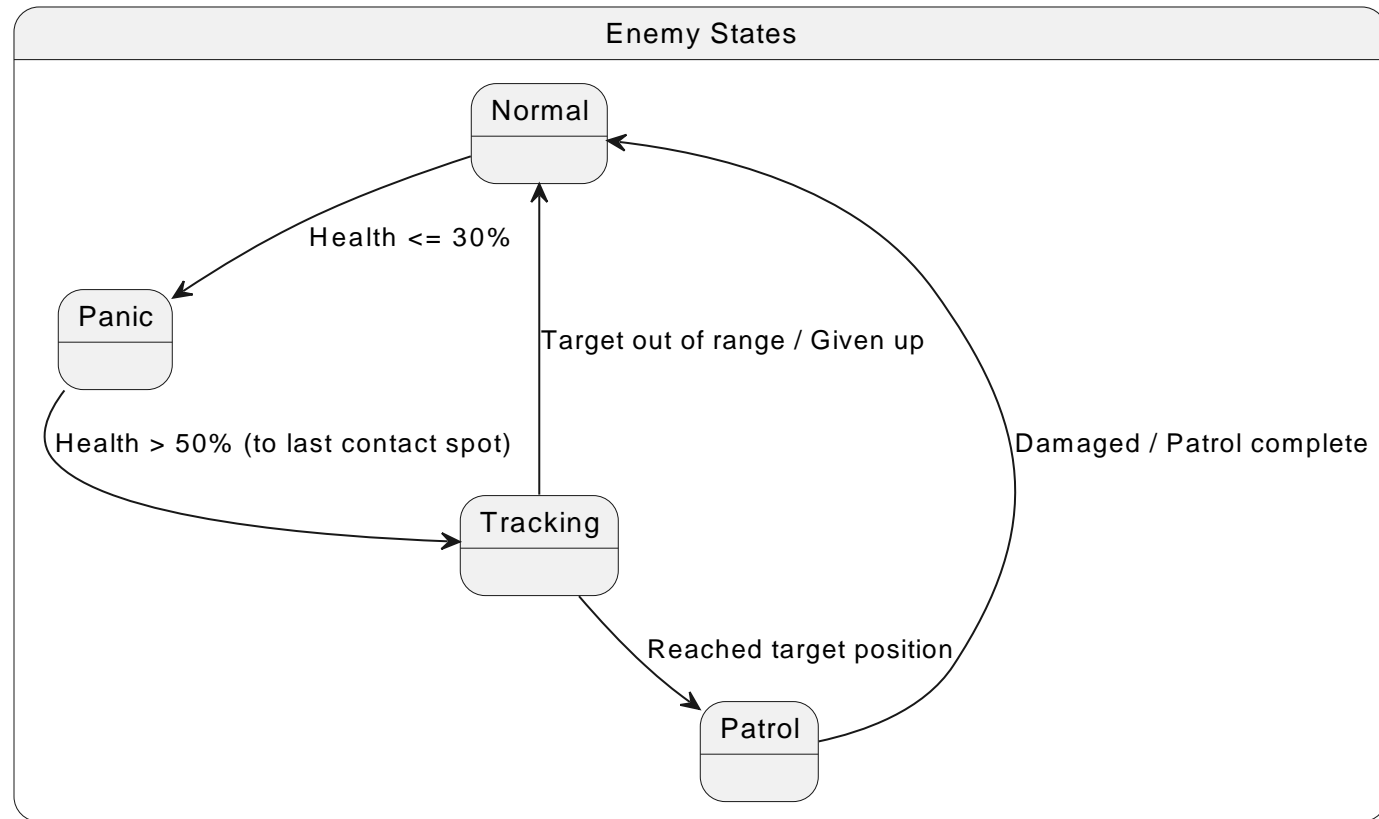 Enemy States
Normal
Health <= 30%
Panic
Target out of range / Given up
Health > 50% (to last contact spot)
Damaged / Patrol complete
Tracking
Reached target position
Patrol